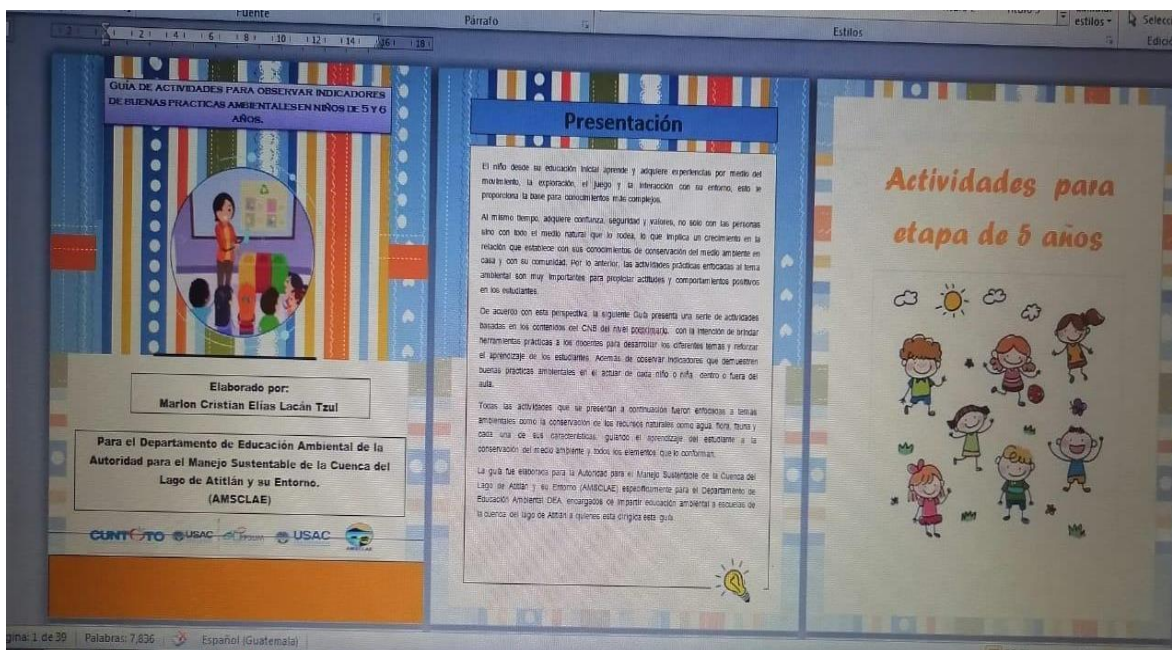 Fuente
Párrafo
Estilos
estilos
Selecc
Edició
GUÍA DE ACTIVIDADES PARA OBSERVAR INDICADORES
DE BUENAS PRACTICAS AMBIENTALES EN NIÑOS DE 5 Y 6
AÑOS.
Elaborado por:
Marlon Cristian Elías Lacán Tzul
Para el Departamento de Educación Ambiental de la
Autoridad para el Manejo Sustentable de la Cuenca del
Lago de Atitlán y su Entorno.
(AMSCLAE)
USAC
USAC
AMSCLAE
Presentación
El niño desde su educación inicial aprende y adquiere experiencias por medio del
movimiento, la exploración, el juego y la interacción con su entorno, esto le
proporciona la base para conocimientos más complejos.
Al mismo tiempo, adquiere confianza, seguridad y valores, no solo con las personas
sino con todo el medio natural que lo rodea, lo que implica un crecimiento en la
relación que establece con sus conocimientos de conservación del medio ambiente en
casa y con su comunidad. Por lo anterior, las actividades prácticas enfocadas al tema
ambiental son muy importantes para propiciar actitudes y comportamientos positivos
en los estudiantes.
De acuerdo con esta perspectiva, la siguiente Guía presenta una serie de actividades
basadas en los contenidos del CNB del nivel preprimaria, con la intención de brindar
herramientas prácticas a los docentes para desarrollar los diferentes temas y reforzar
el aprendizaje de los estudiantes. Además de observar indicadores que demuestren
buenas prácticas ambientales en el actuar de cada niño o niña dentro o fuera del
aula.
Todas las actividades que se presentan a continuación fueron enfocadas a temas
ambientales como la conservación de los recursos naturales como agua, flora, fauna y
cada una de sus características, guiando el aprendizaje del estudiante a la
conservación del medio ambiente y todos los elementos que lo conforman.
La guía fue elaborada para la Autoridad para el Manejo Sustentable de la Cuenca del
Lago de Atitlán y su Entorno (AMSCLAE) específicamente para el Departamento de
Educación Ambiental DEA, encargados de impartir educación ambiental a escuelas de
la cuenca del lago de Atitlán a quienes esta dirigida esta guía.
Actividades para
etapa de 5 años
gina: 1 de 39
Palabras: 7,836
Español (Guatemala)